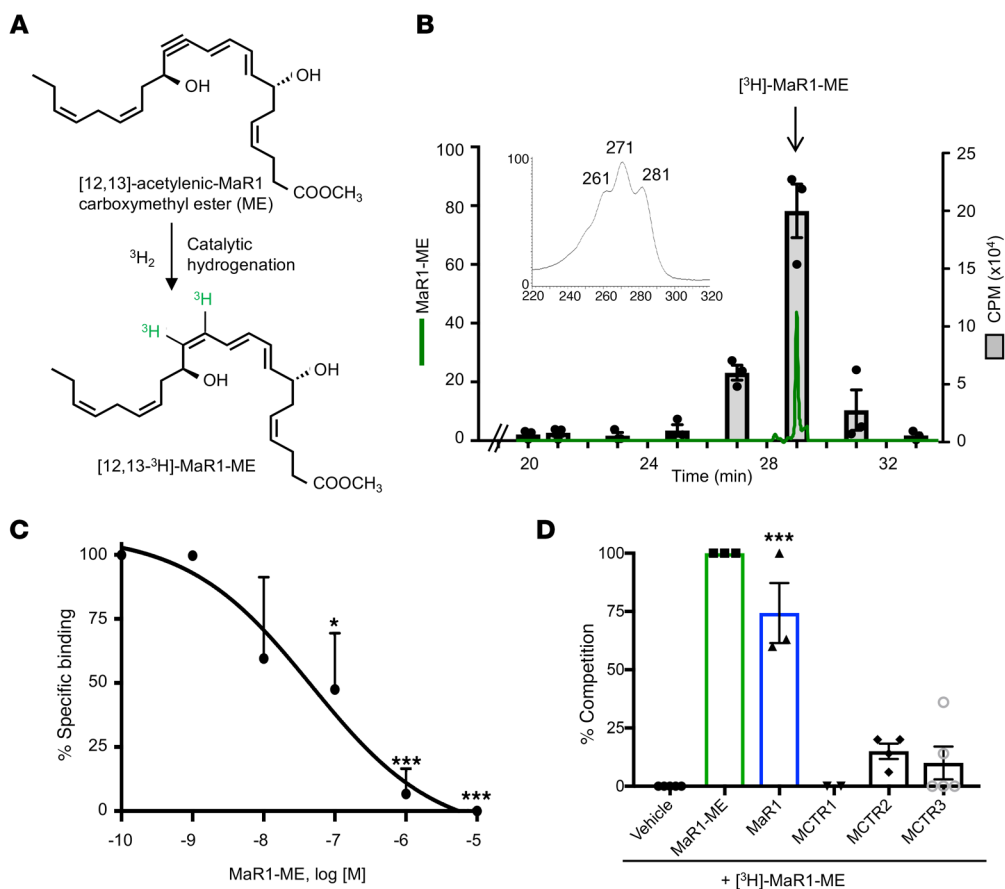 A
OH
OH
COOCH3
[12,13]-acetylenic-MaR1
carboxymethyl ester (ME)
³H2
Catalytic
hydrogenation
³H
³H
OH
OH
COOCH3
[12,13-³H]-MaR1-ME
B
[³H]-MaR1-ME
100
80
60
40
20
0
MaR1-ME
100
0
261
271
281
220 240 260 280 300 320
25
20
15
10
5
0
CPM (x10⁴)
20 24 28 32
Time (min)
C
100
75
50
25
0
% Specific binding
*
***
***
-10 -9 -8 -7 -6 -5
MaR1-ME, log [M]
D
100
75
50
25
0
% Competition
***
Vehicle
MaR1-ME
MaR1
MCTR1
MCTR2
MCTR3
+ [³H]-MaR1-ME